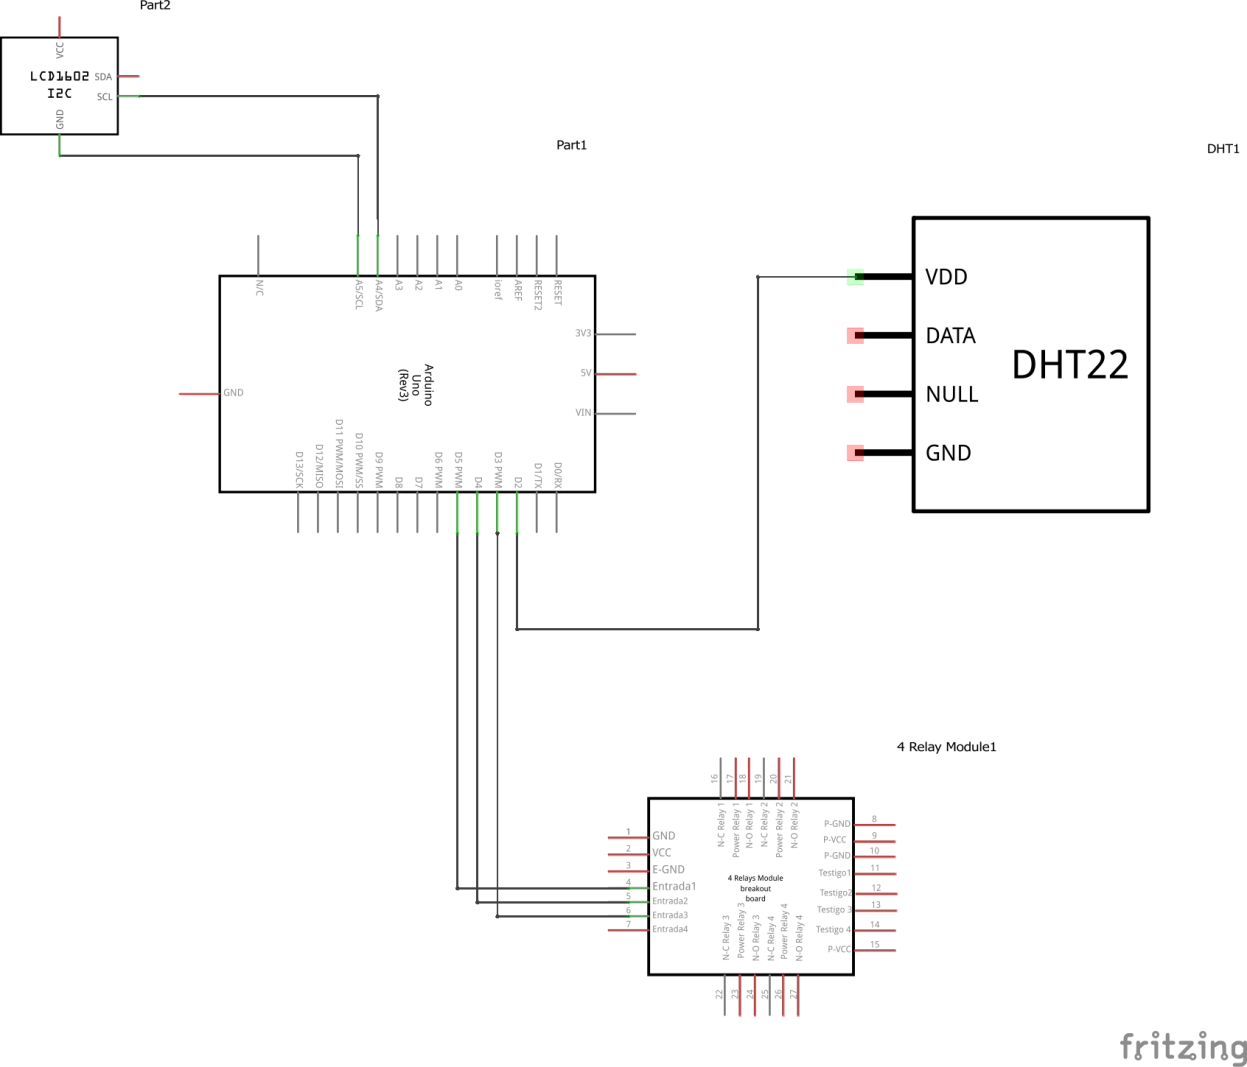 Part2
VCC
LCD1602
I2C
SDA
SCL
GND
Part1
DHT1
N/C
A5/SCL
A4/SDA
A3
A2
A1
A0
ioref
AREF
RESET2
RESET
3V3
5V
VIN
GND
Arduino
Uno
(Rev3)
D13/SCK
D12/MISO
D11 PWM/MOSI
D10 PWM/SS
D9 PWM
D8
D7
D6 PWM
D5 PWM
D4
D3 PWM
D2
D1/TX
D0/RX
VDD
DATA
NULL
GND
DHT22
4 Relay Module1
16
17
18
19
20
21
N-C Relay 1
Power Relay 1
N-O Relay 1
N-C Relay 2
Power Relay 2
N-O Relay 2
1 GND
2 VCC
3 E-GND
4 Entrada1
5 Entrada2
6 Entrada3
7 Entrada4
4 Relays Module
breakout
board
P-GND 8
P-VCC 9
P-GND 10
Testigo1 11
Testigo2 12
Testigo 3 13
Testigo 4 14
P-VCC 15
N-C Relay 3
Power Relay 3
N-O Relay 3
N-C Relay 4
Power Relay 4
N-O Relay 4
22
23
24
25
26
27
fritzing